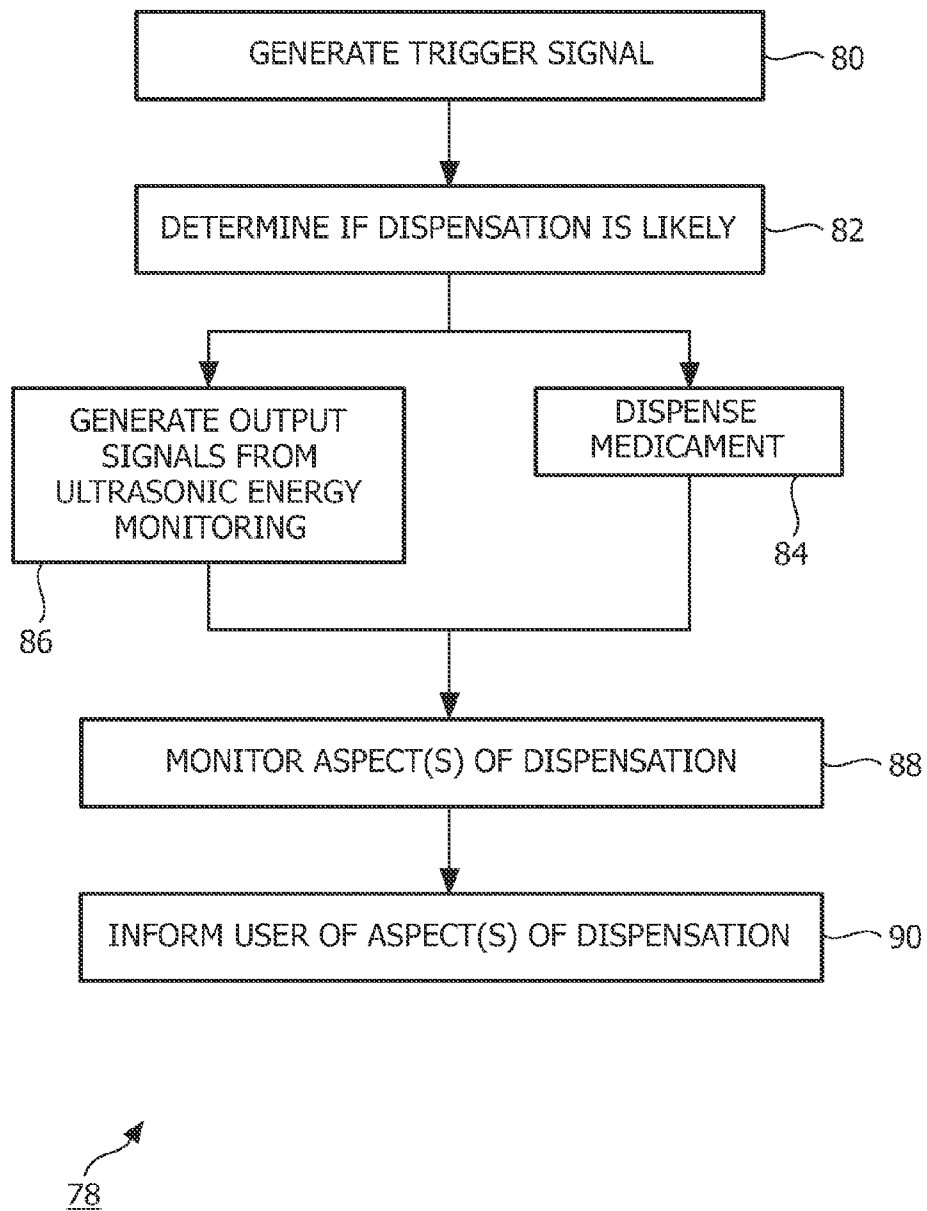 GENERATE TRIGGER SIGNAL
80
DETERMINE IF DISPENSATION IS LIKELY
82
GENERATE OUTPUT
SIGNALS FROM
ULTRASONIC ENERGY
MONITORING
86
DISPENSE
MEDICAMENT
84
MONITOR ASPECT(S) OF DISPENSATION
88
INFORM USER OF ASPECT(S) OF DISPENSATION
90
78